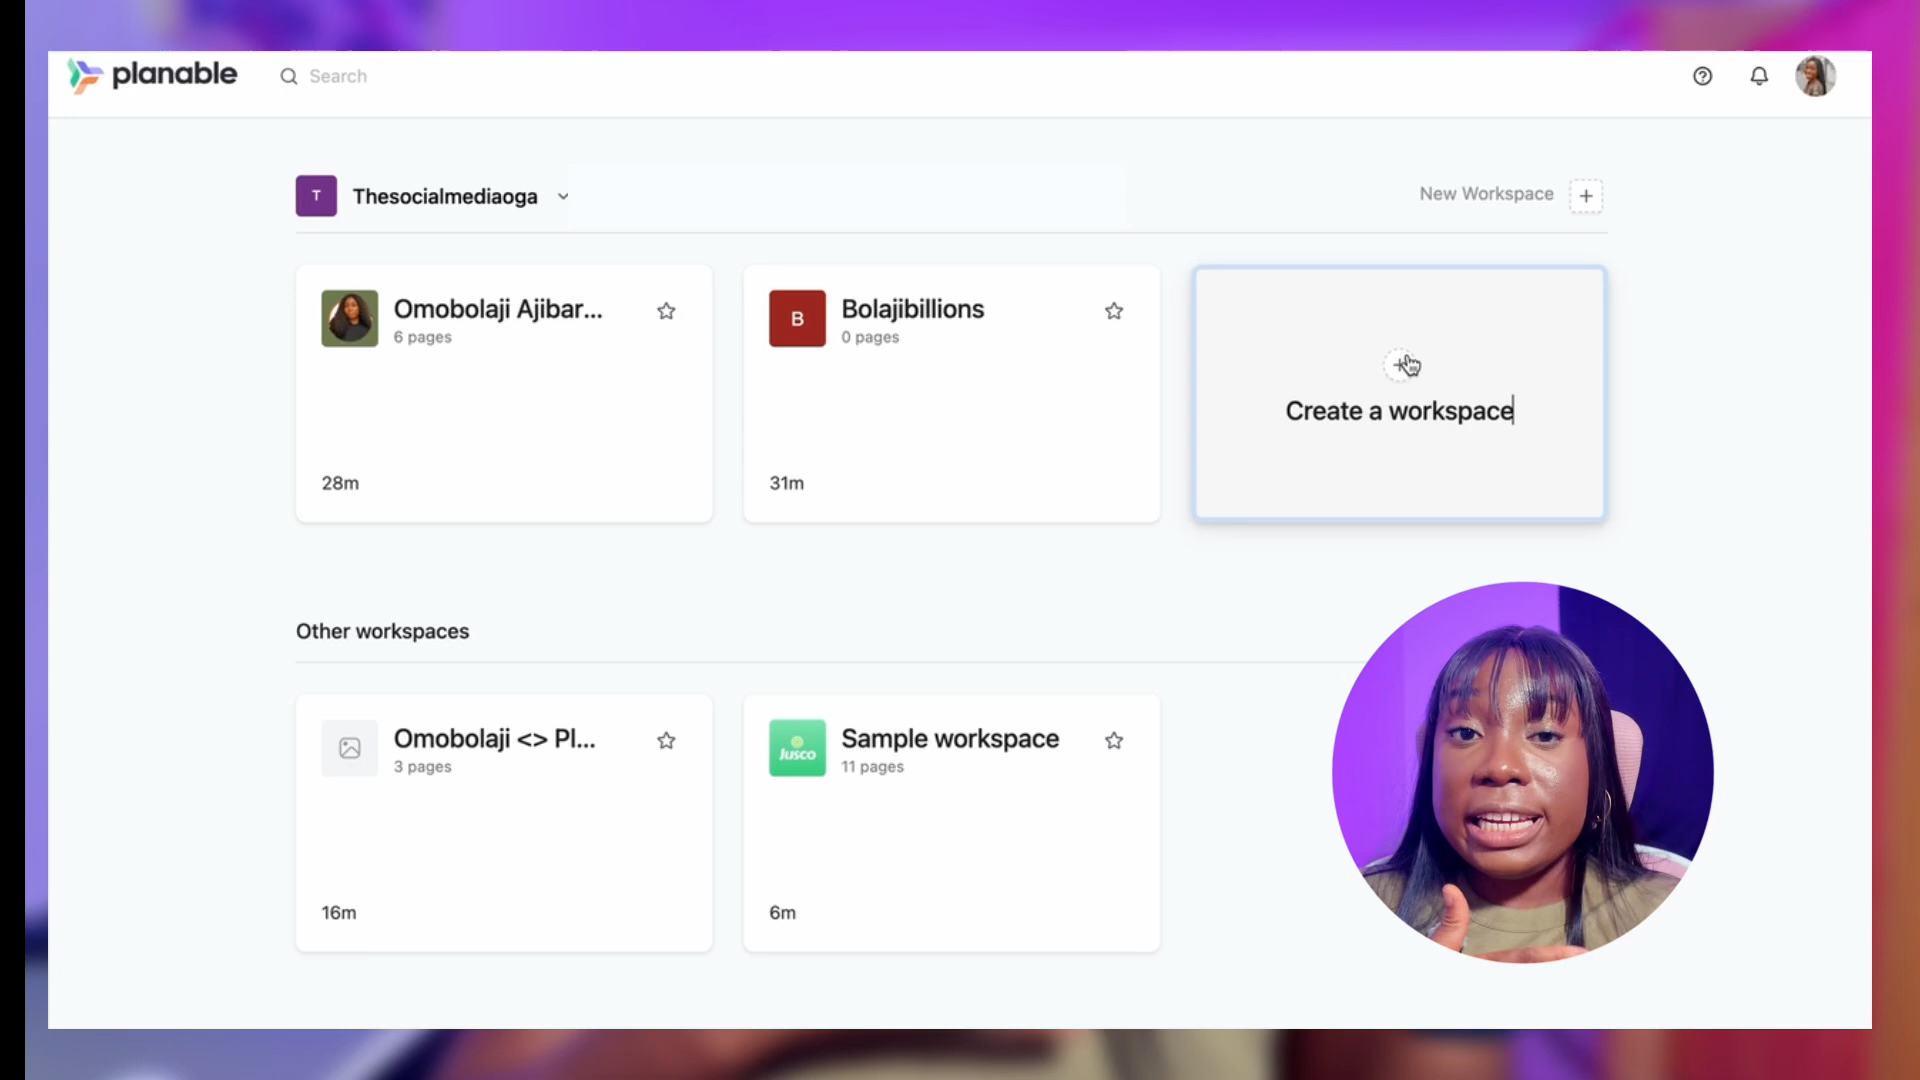 planable
Search
T
Thesocialmediaoga
New Workspace
Omobolaji Ajibar...
6 pages
28m
B
Bolajibillions
0 pages
31m
Create a workspace
Other workspaces
Omobolaji <> Pl...
3 pages
16m
Jusco
Sample workspace
11 pages
6m